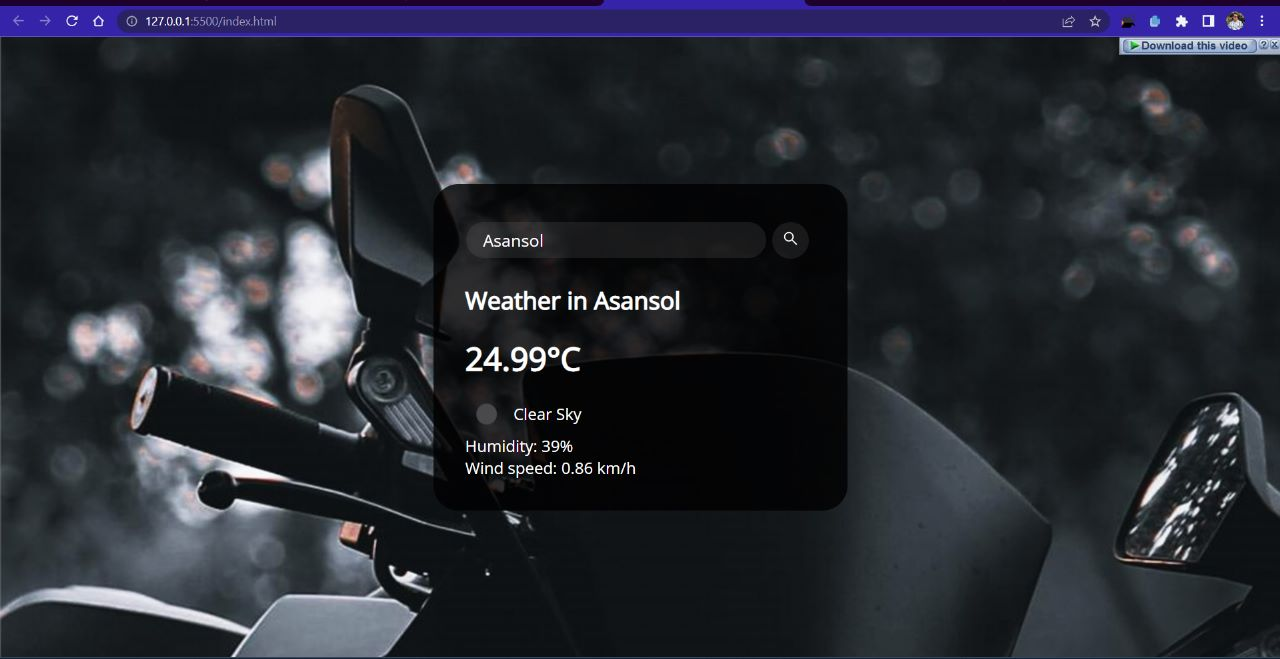 127.0.0.1:5500/index.html
Download this video
Asansol
Weather in Asansol
24.99°C
Clear Sky
Humidity: 39%
Wind speed: 0.86 km/h